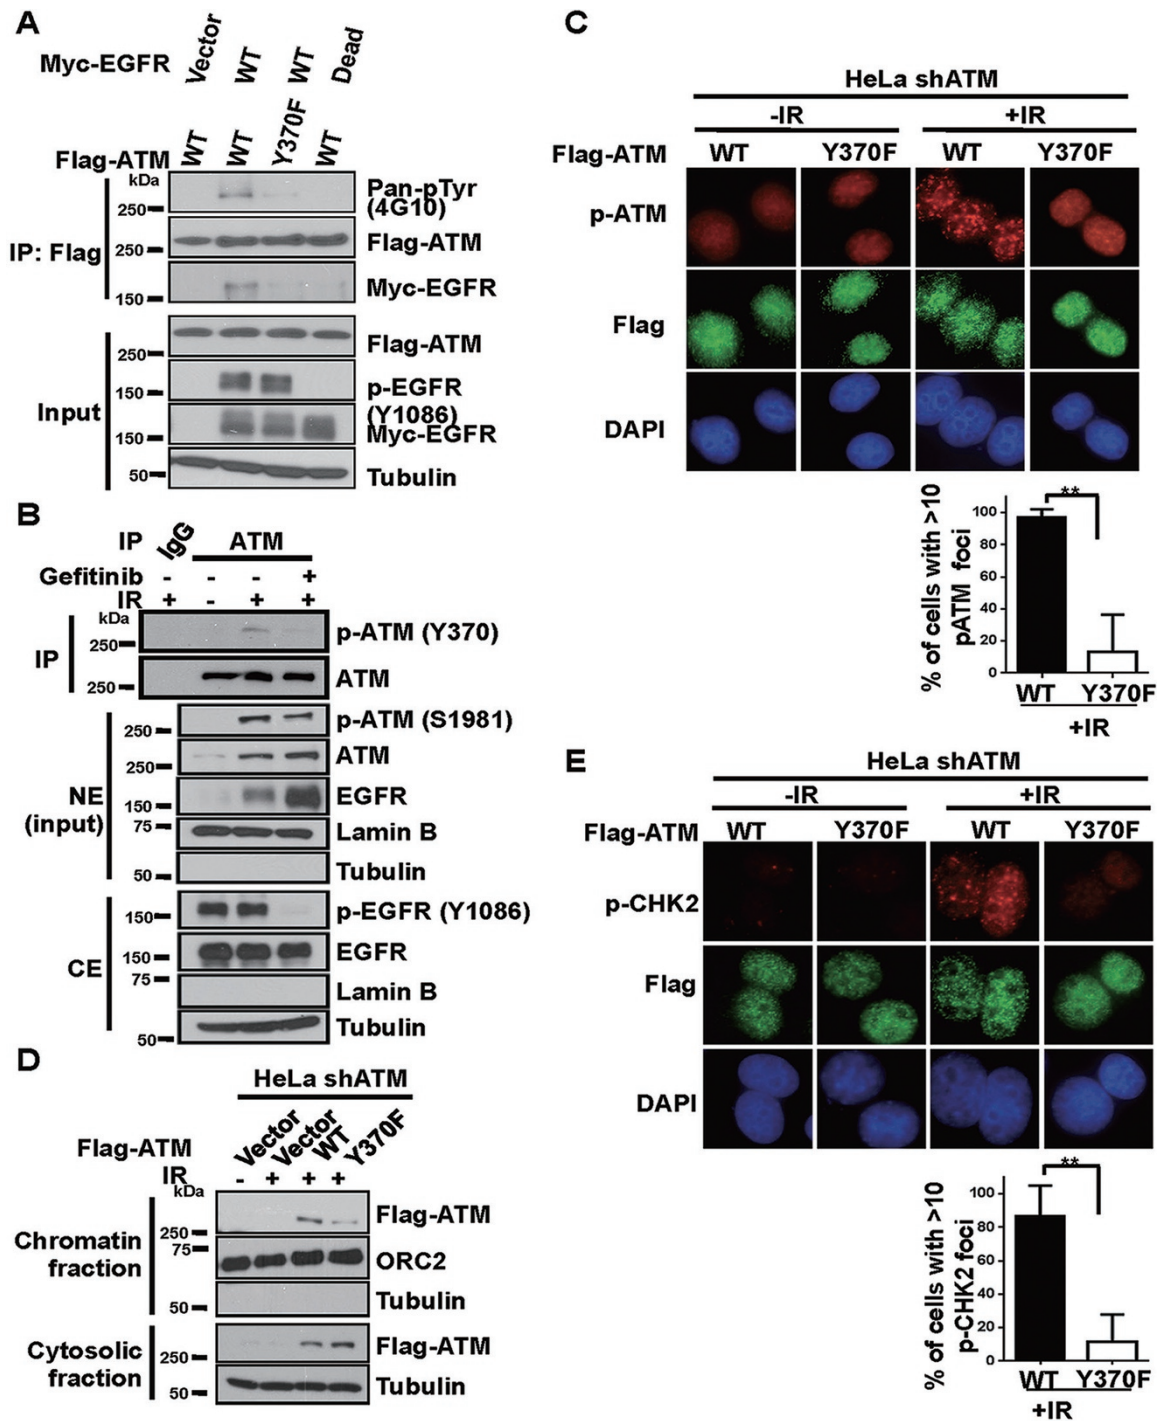 A
Myc-EGFR Vector WT WT Dead
Flag-ATM WT WT Y370F WT
kDa
IP: Flag
250
Pan-pTyr
(4G10)
250
Flag-ATM
150
Myc-EGFR
Input
250
Flag-ATM
150
p-EGFR
(Y1086)
150
Myc-EGFR
50
Tubulin
B
IP IgG ATM
Gefitinib - - - +
IR + - + +
kDa
IP
250
p-ATM (Y370)
250
ATM
NE
(input)
250
p-ATM (S1981)
250
ATM
150
EGFR
75
Lamin B
50
Tubulin
CE
150
p-EGFR (Y1086)
150
EGFR
75
Lamin B
50
Tubulin
C
HeLa shATM
-IR +IR
Flag-ATM WT Y370F WT Y370F
p-ATM
Flag
DAPI
% of cells with >10
pATM foci
100
80
60
40
20
0
**
WT Y370F
+IR
D
HeLa shATM
Flag-ATM Vector Vector WT Y370F
IR - + + +
kDa
Chromatin
fraction
250
Flag-ATM
75
ORC2
50
Tubulin
Cytosolic
fraction
250
Flag-ATM
50
Tubulin
E
HeLa shATM
-IR +IR
Flag-ATM WT Y370F WT Y370F
p-CHK2
Flag
DAPI
% of cells with >10
p-CHK2 foci
100
80
60
40
20
0
**
WT Y370F
+IR